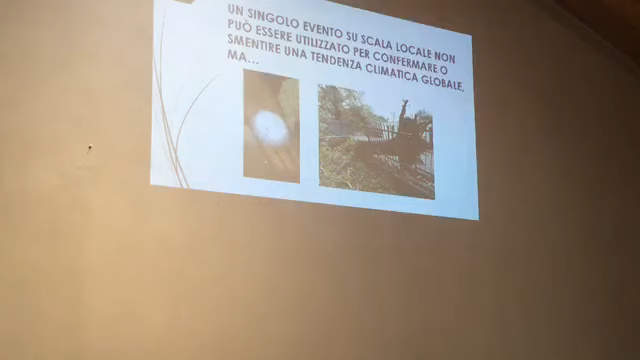 UN SINGOLO EVENTO SU SCALA LOCALE NON
PUÒ ESSERE UTILIZZATO PER CONFERMARE O
SMENTIRE UNA TENDENZA CLIMATICA GLOBALE,
MA...